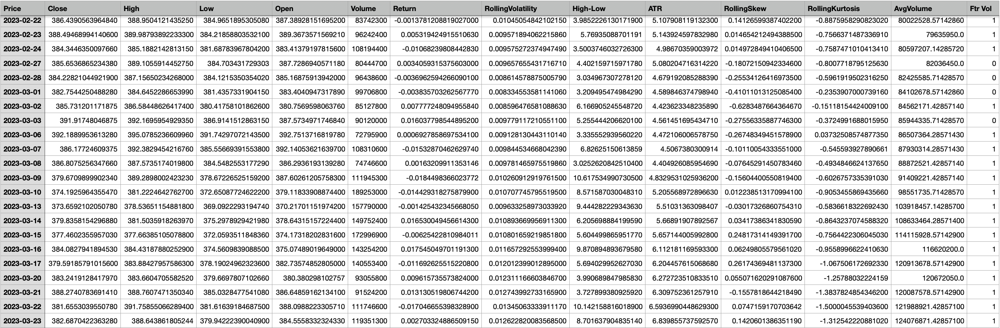 Price Close High Low Open Volume Return RollingVolatility High-Low ATR RollingSkew RollingKurtosis AvgVolume Ftr Vol
2023-02-22 386.4390563964840 388.9504121435250 384.9651895305080 387.38928151695200 83742300 -0.0013781208819027000 0.01045054842102150 3.9852226130171900 5.107908119132300 0.14126599387402200 -0.8875958290823020 80022528.57142860 1
2023-02-23 388.49468994140600 389.98793892233300 384.21858803532100 389.3673571569210 96242400 0.005319424915510630 0.009571894062215860 5.76935088701191 5.143924597832980 0.014654212494388500 -0.7566371487336910 79635950.0 1
2023-02-24 384.3446350097660 385.1882142813150 381.68783967804200 383.41379197815600 108194400 -0.01068239808442830 0.009575272374947490 3.5003746032726300 4.98670359003972 0.014972849410406500 -0.7587471010413410 80597207.14285720 1
2023-02-27 385.6536865234380 389.1055914452750 384.703431729303 387.7286940571180 80444700 0.0034059315375603000 0.009657655431716710 4.402159715971780 5.080204716314220 -0.18072150942334600 -0.8007718795125630 82036450.0 0
2023-02-28 384.22821044921900 387.15650234268000 384.1215350354020 385.16875913942000 96438600 -0.0036962594266090100 0.008614578875005790 3.034967307278120 4.679192085288390 -0.25534126416973500 -0.5961919502316250 82425585.71428570 0
2023-03-01 382.7544250488280 384.6452286653990 381.4357331904150 383.4040947317890 99706800 -0.003835703262567770 0.008334553581141060 3.209495474984290 4.589846374798940 -0.41011013125085400 -0.2353907000739160 84102678.57142860 0
2023-03-02 385.731201171875 386.58448626417400 380.41758101862600 380.7569598063760 85127800 0.007777248094955840 0.008596476581088630 6.166905245548720 4.423623348235890 -0.6283487664364670 -0.15118154424009100 84562171.42857140 1
2023-03-03 391.91748046875 392.1695954929350 386.9141512863150 387.5734971746840 90120000 0.016037798544895200 0.009779117210551100 5.255444206620100 4.561451695434710 -0.27556335887746300 -0.3724991688015950 85944335.71428570 0
2023-03-06 392.1889953613280 395.0785236609960 391.74297072143500 392.7513716819780 72795900 0.0006927858697534100 0.009128130443110140 3.335552939560220 4.472106006578750 -0.26748349451578900 0.037325508574877350 86507364.28571430 1
2023-03-07 386.17724609375 392.3829454216760 385.55669391553800 392.14053621639700 108310600 -0.01532870462629740 0.009844534668042390 6.82625150613859 4.5067380300914 -0.10110054333551000 -0.545593927890661 87930314.28571430 1
2023-03-08 386.8075256347660 387.5735174019800 384.5482553177290 386.2936193139280 74746600 0.00163209911353146 0.009781465975519860 3.0252620842510400 4.404926085954690 -0.07645291450783460 -0.4934846624137650 88872521.42857140 1
2023-03-09 379.6709899902340 389.2898002423230 378.67226525159200 387.60261205758300 111945300 -0.0184498366023772 0.010260912919761500 10.617534990730500 4.8329531025936200 -0.15604400550819400 -0.6026757335391030 91409221.42857140 1
2023-03-10 374.1925964355470 381.2224642762700 372.65087724622200 379.11833908874400 189253000 -0.014429318275879900 0.010707745795519500 8.571587030048310 5.205568972896630 0.012238513170994100 -0.9053455869435660 98551735.71428570 1
2023-03-13 373.6592102050780 378.53651154881800 369.0922293194740 370.21701151974200 157790000 -0.001425432345668050 0.009633258973033920 9.444282229343630 5.51031363098407 -0.03017326860754310 -0.5836618322692430 103918457.14285700 1
2023-03-14 379.8358154296880 381.5035918263970 375.2978929421980 378.64315157224400 149752400 0.016530049456614300 0.010893669956911300 6.205698884199590 5.66891907892567 0.03417386341830590 -0.8643237074588320 108633464.28571400 1
2023-03-15 377.4602355957030 377.66385105078800 372.0593511848360 374.17318202831600 172996900 -0.00625422810984011 0.010801659219851800 5.604499865951770 5.657144005992800 0.24817314149391700 -0.7564422306045030 114115928.57142900 1
2023-03-16 384.0827941894530 384.43187880252900 374.5609839088500 375.07489019649000 143254200 0.017545049701191300 0.011657292553999400 9.870894893679580 6.112181169593300 0.06249805579561020 -0.9558996622410630 116620200.0 1
2023-03-17 379.59185791015600 383.88427957586300 378.19024962323600 382.73574852805000 140553400 -0.011692625515220800 0.012012399012895000 5.694029952627030 6.204457615068680 0.26174369481137300 -1.067506172692330 120913678.57142900 1
2023-03-20 383.2419128417970 383.6604705582520 379.6697807102660 380.380298102757 93055800 0.009615735573824000 0.012311166603846700 3.990689847985830 6.272723510833510 0.055071620291087600 -1.25788032224159 120672050.0 1
2023-03-21 388.2740783691410 388.7607471350340 385.0328477541080 386.64859162134100 91524200 0.013130519806744200 0.012743992733165900 3.727899380925920 6.309752361257910 -0.1557818644218490 -1.3837824854346200 120087578.57142900 1
2023-03-22 381.6553039550780 391.75855066289400 381.61639184687500 388.0988223305710 111746600 -0.017046655398328900 0.01345063333911170 10.142158816018900 6.5936990448629300 0.0747159170703642 -1.5000045539403600 121988921.42857100 1
2023-03-23 382.6870422363280 388.643861805244 379.94222390040900 384.5558332324330 119351300 0.002703324886509150 0.012622820083568500 8.701637904835140 6.839855737592570 0.1420601386351190 -1.312542220881020 124076871.42857100 1